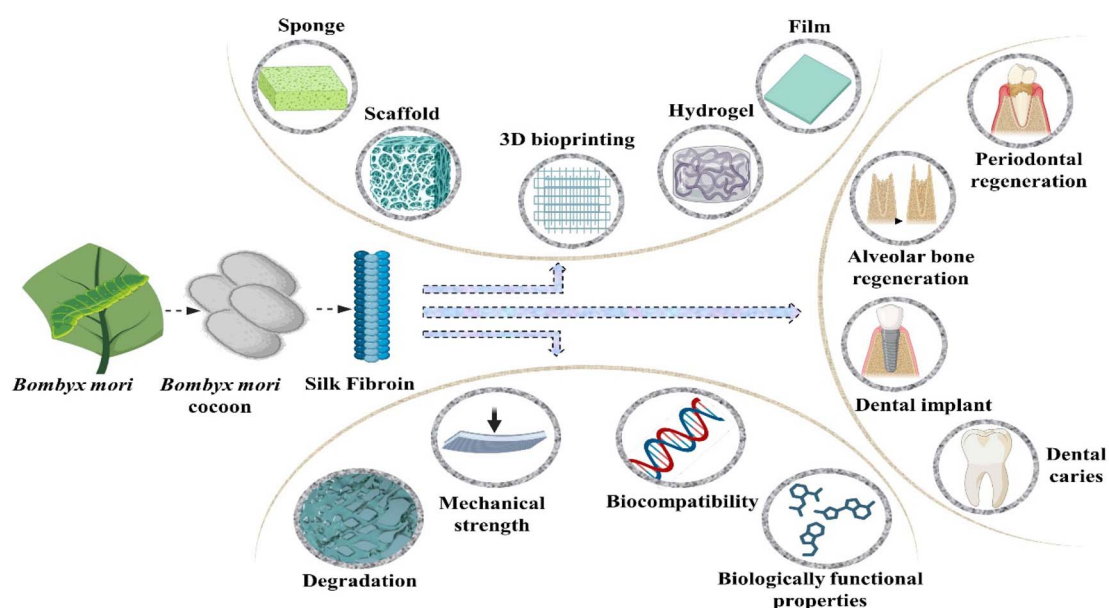 Sponge
Film
Scaffold
3D bioprinting
Hydrogel
Periodontal
regeneration
Alveolar bone
regeneration
Bombyx mori
Bombyx mori
cocoon
Silk Fibroin
Dental implant
Dental
caries
Mechanical
strength
Biocompatibility
Degradation
Biologically functional
properties